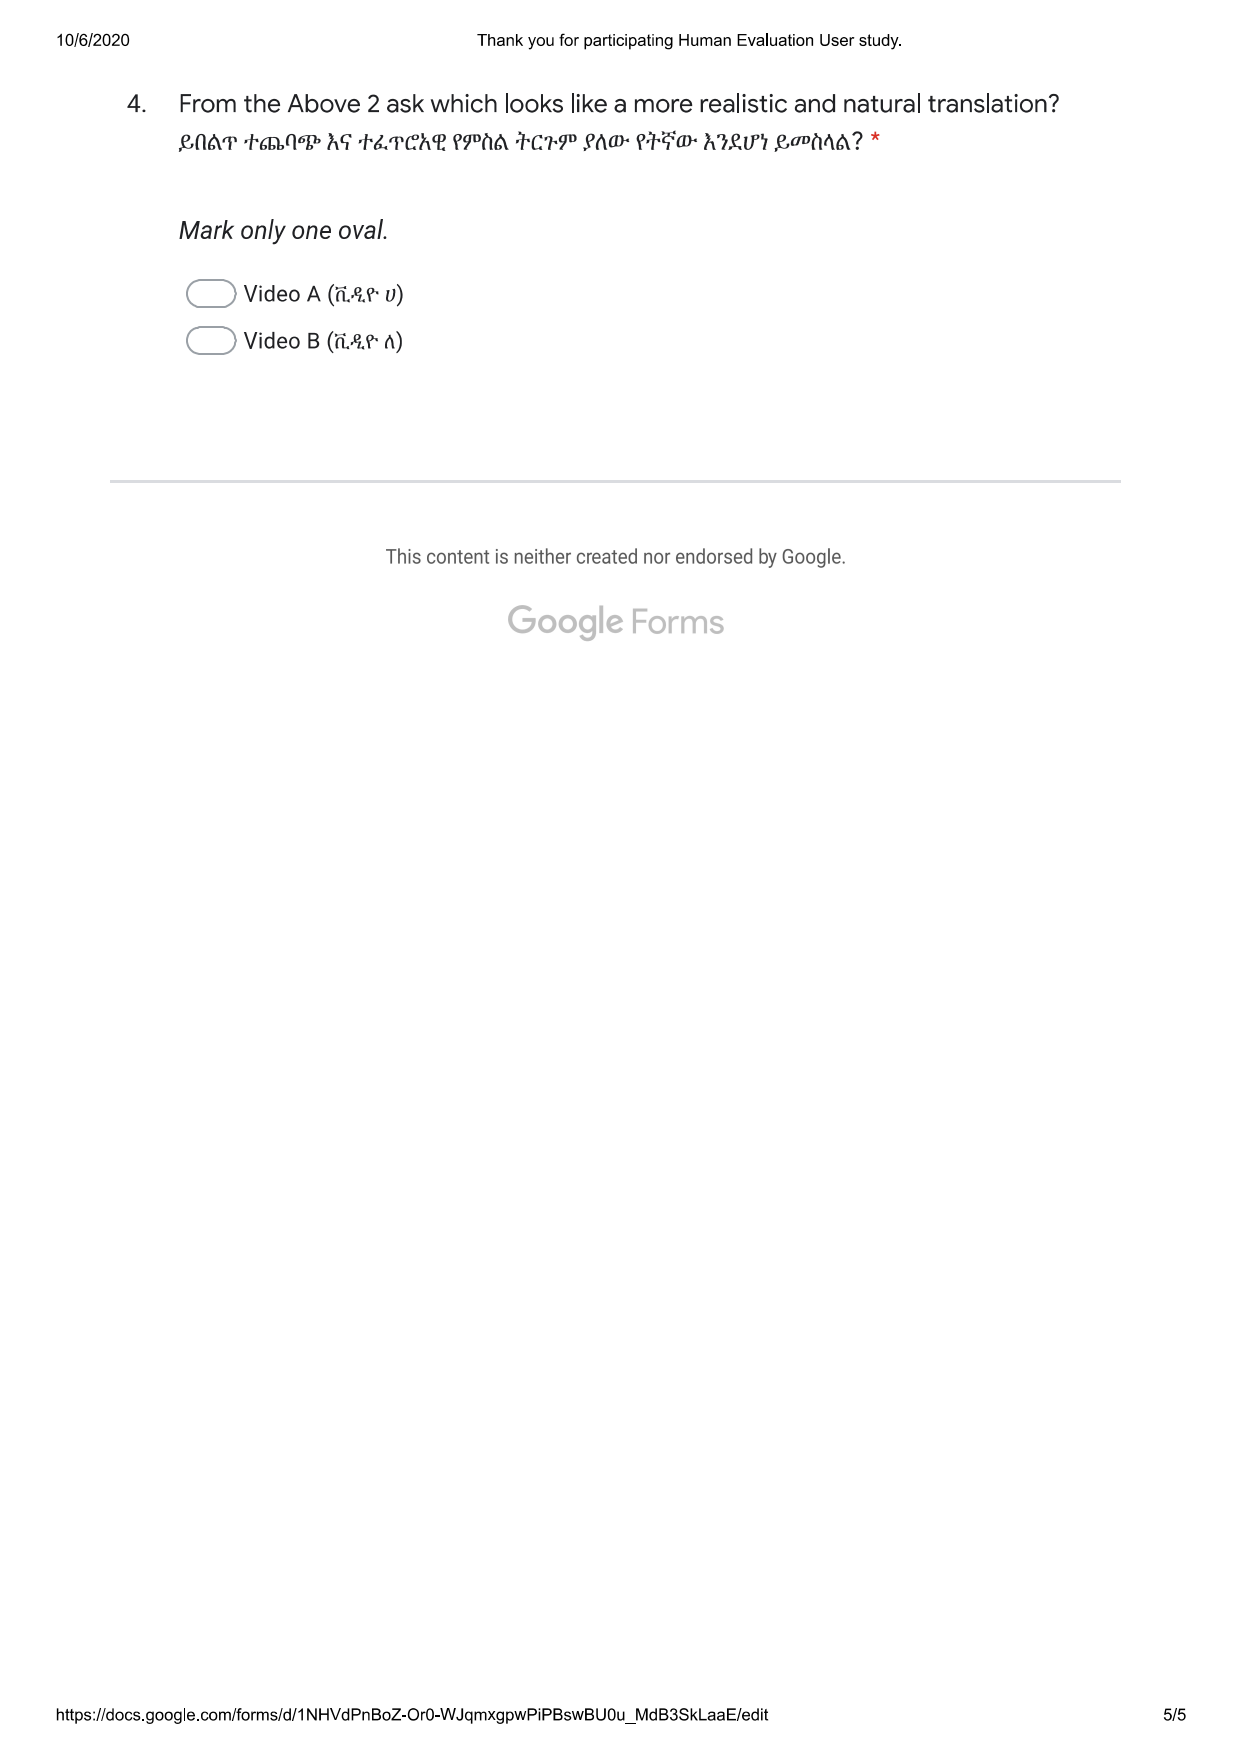 10/6/2020 Thank you for participating Human Evaluation User study.
4. From the Above 2 ask which looks like a more realistic and natural translation?
ይበልጥ ተጨባጭ እና ተፈጥሮአዊ የምስል ትርጉም ያለው የትኛው እንደሆነ ይመስላል? *
Mark only one oval.
Video A (ቪዲዮ ሀ)
Video B (ቪዲዮ ለ)
This content is neither created nor endorsed by Google.
Google Forms
https://docs.google.com/forms/d/1NHVdPnBoZ-Or0-WJqmxgpwPiPBswBU0u_MdB3SkLaaE/edit 5/5